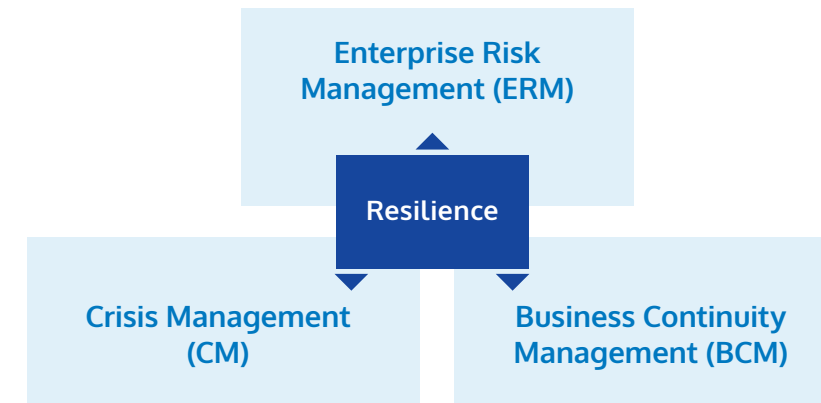 Enterprise Risk
Management (ERM)
Resilience
Crisis Management
(CM)
Business Continuity
Management (BCM)